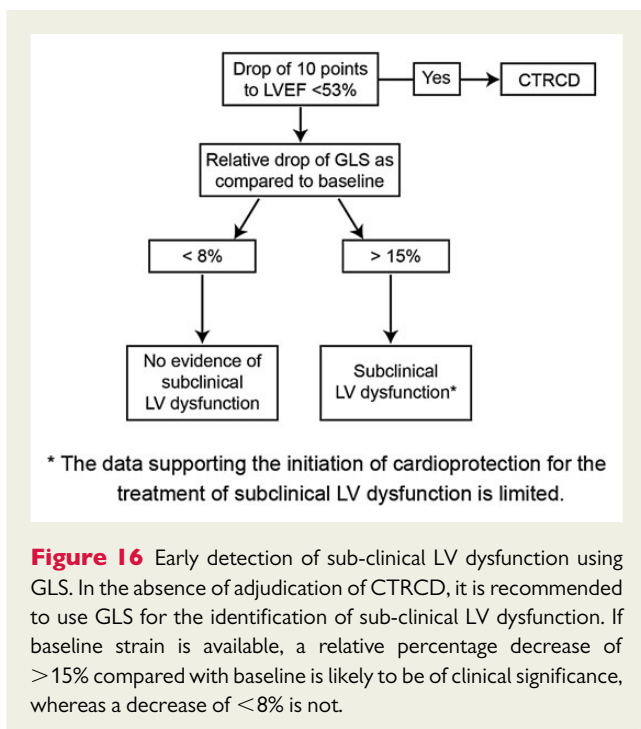 Drop of 10 points
to LVEF <53%
Yes
CTRCD
Relative drop of GLS as
compared to baseline
< 8%
> 15%
No evidence of
subclinical
LV dysfunction
Subclinical
LV dysfunction*
* The data supporting the initiation of cardioprotection for the
treatment of subclinical LV dysfunction is limited.
Figure 16 Early detection of sub-clinical LV dysfunction using
GLS. In the absence of adjudication of CTRCD, it is recommended
to use GLS for the identification of sub-clinical LV dysfunction. If
baseline strain is available, a relative percentage decrease of
>15% compared with baseline is likely to be of clinical significance,
whereas a decrease of <8% is not.